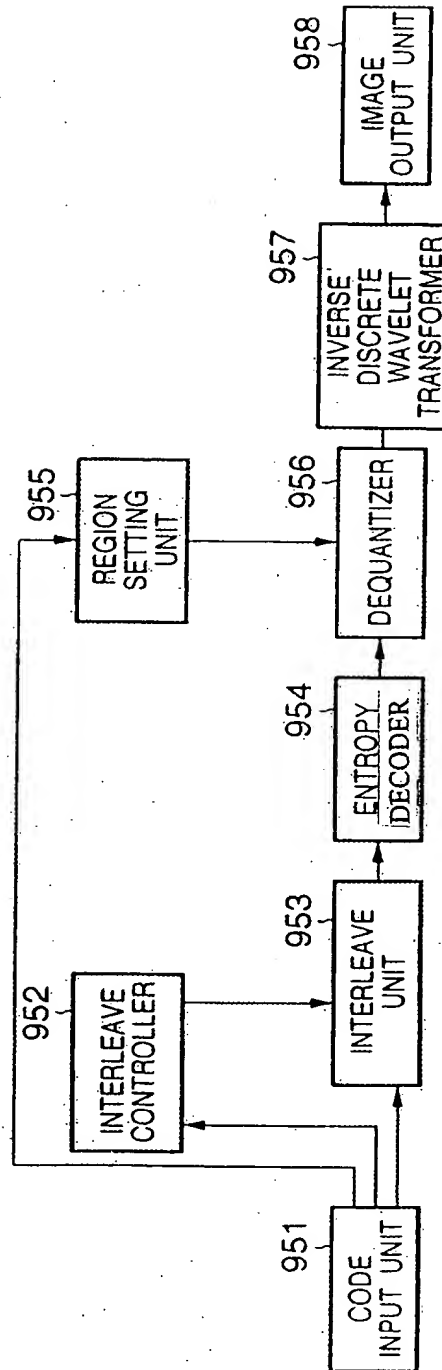 951
CODE
INPUT UNIT
952
INTERLEAVE
CONTROLLER
953
INTERLEAVE
UNIT
954
ENTROPY
DECODER
955
REGION
SETTING
UNIT
956
DEQUANTIZER
957
INVERSE
DISCRETE
WAVELET
TRANSFORMER
958
IMAGE
OUTPUT UNIT